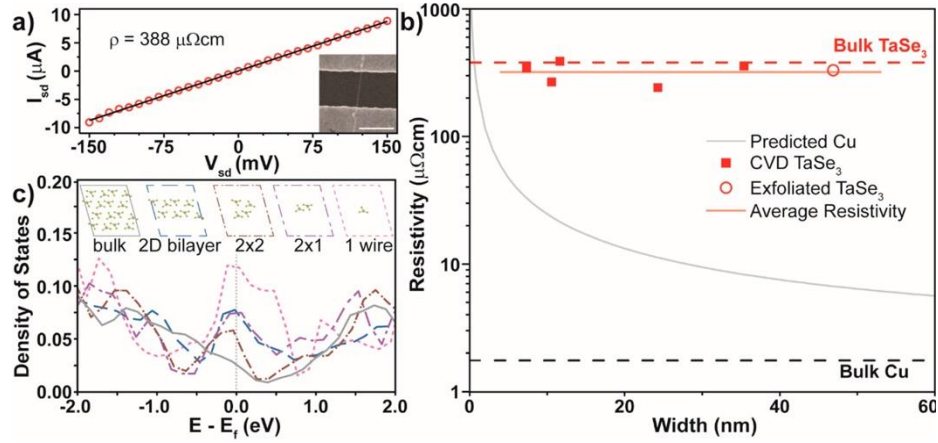 a)
10
5
0
-5
-10
I_sd (μA)
ρ = 388 μΩcm
-150 -75 0 75 150
V_sd (mV)
c)
0.20
0.15
0.10
0.05
0.00
Density of States
bulk 2D bilayer 2x2 2x1 1 wire
-2.0 -1.0 0.0 1.0 2.0
E - E_f (eV)
b)
1000
100
10
1
Resistivity (μΩcm)
Bulk TaSe₃
Predicted Cu
CVD TaSe₃
Exfoliated TaSe₃
Average Resistivity
Bulk Cu
0 20 40 60
Width (nm)